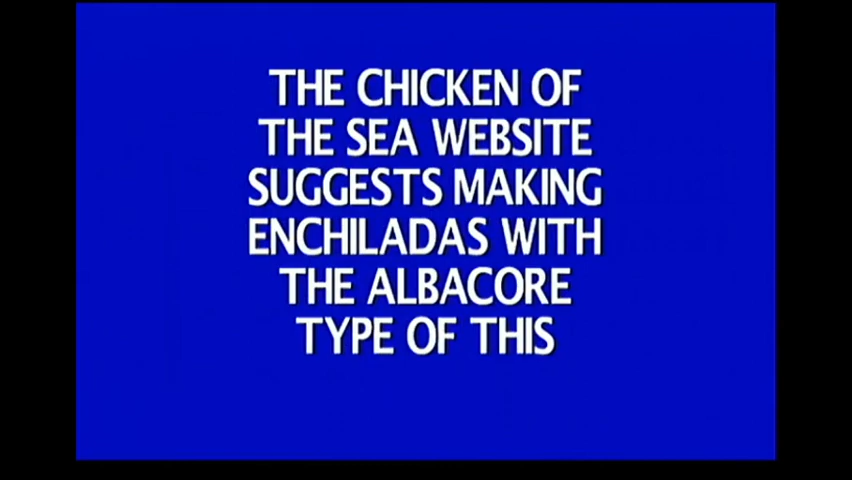 THE CHICKEN OF
THE SEA WEBSITE
SUGGESTS MAKING
ENCHILADAS WITH
THE ALBACORE
TYPE OF THIS